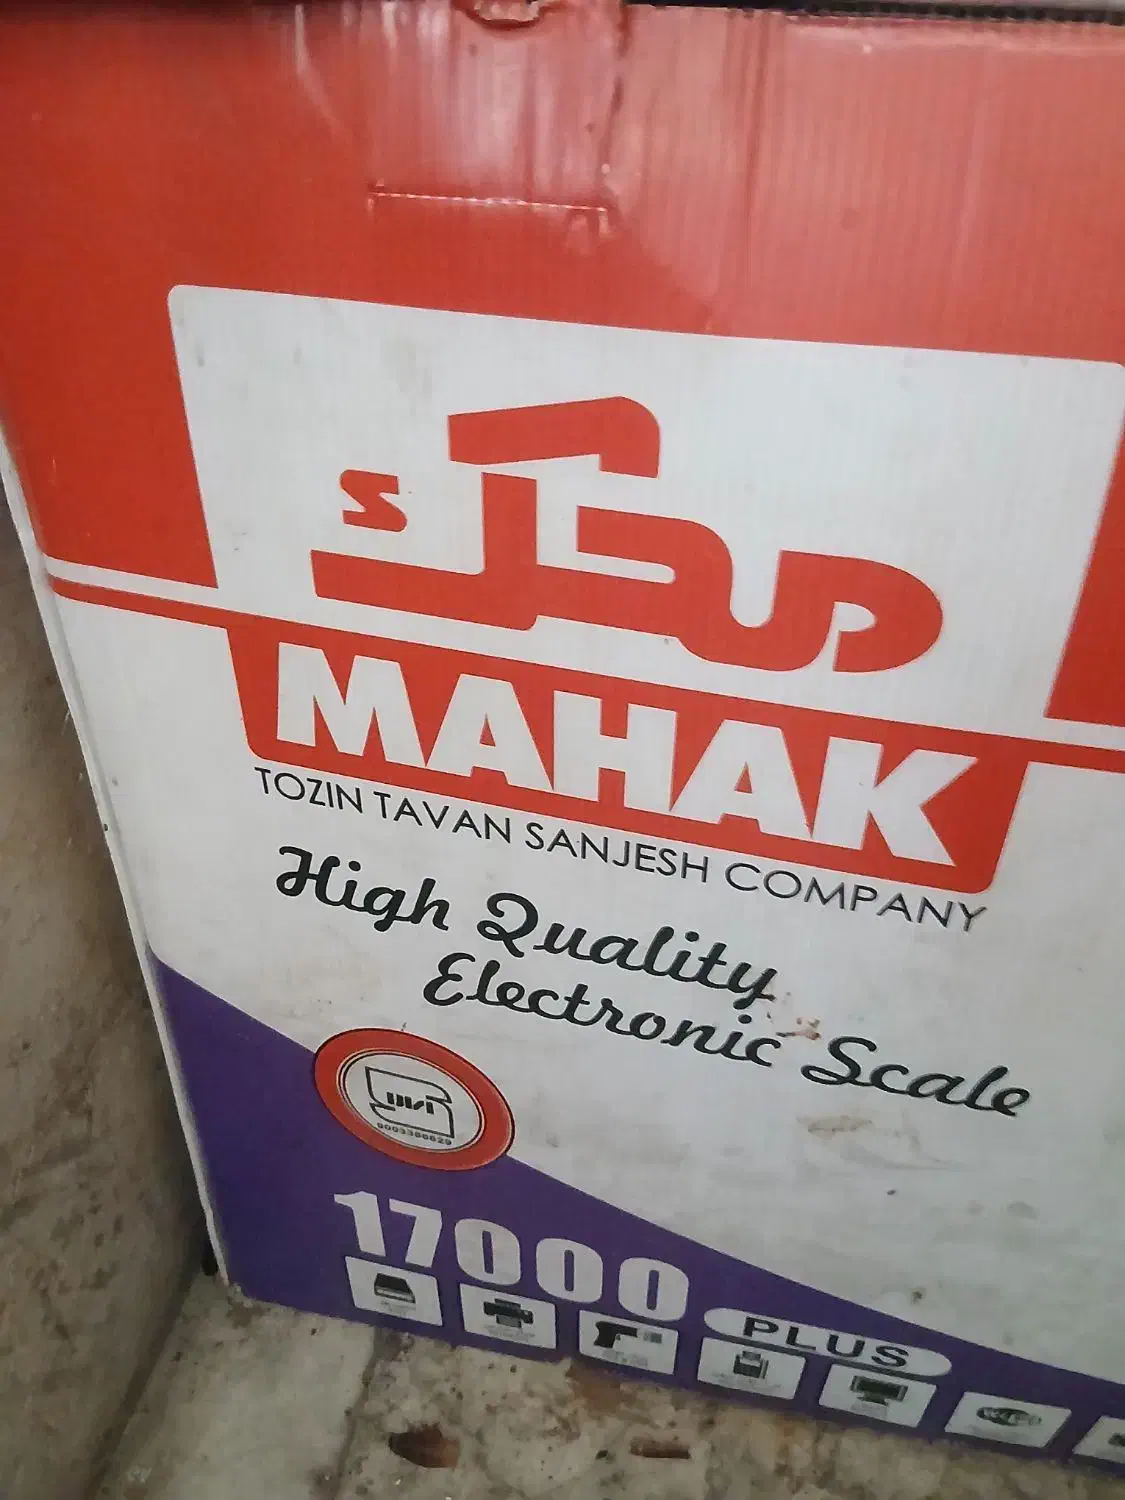 محک
MAHAK
TOZIN TAVAN SANJESH COMPANY
High Quality
Electronic Scale
17000
PLUS